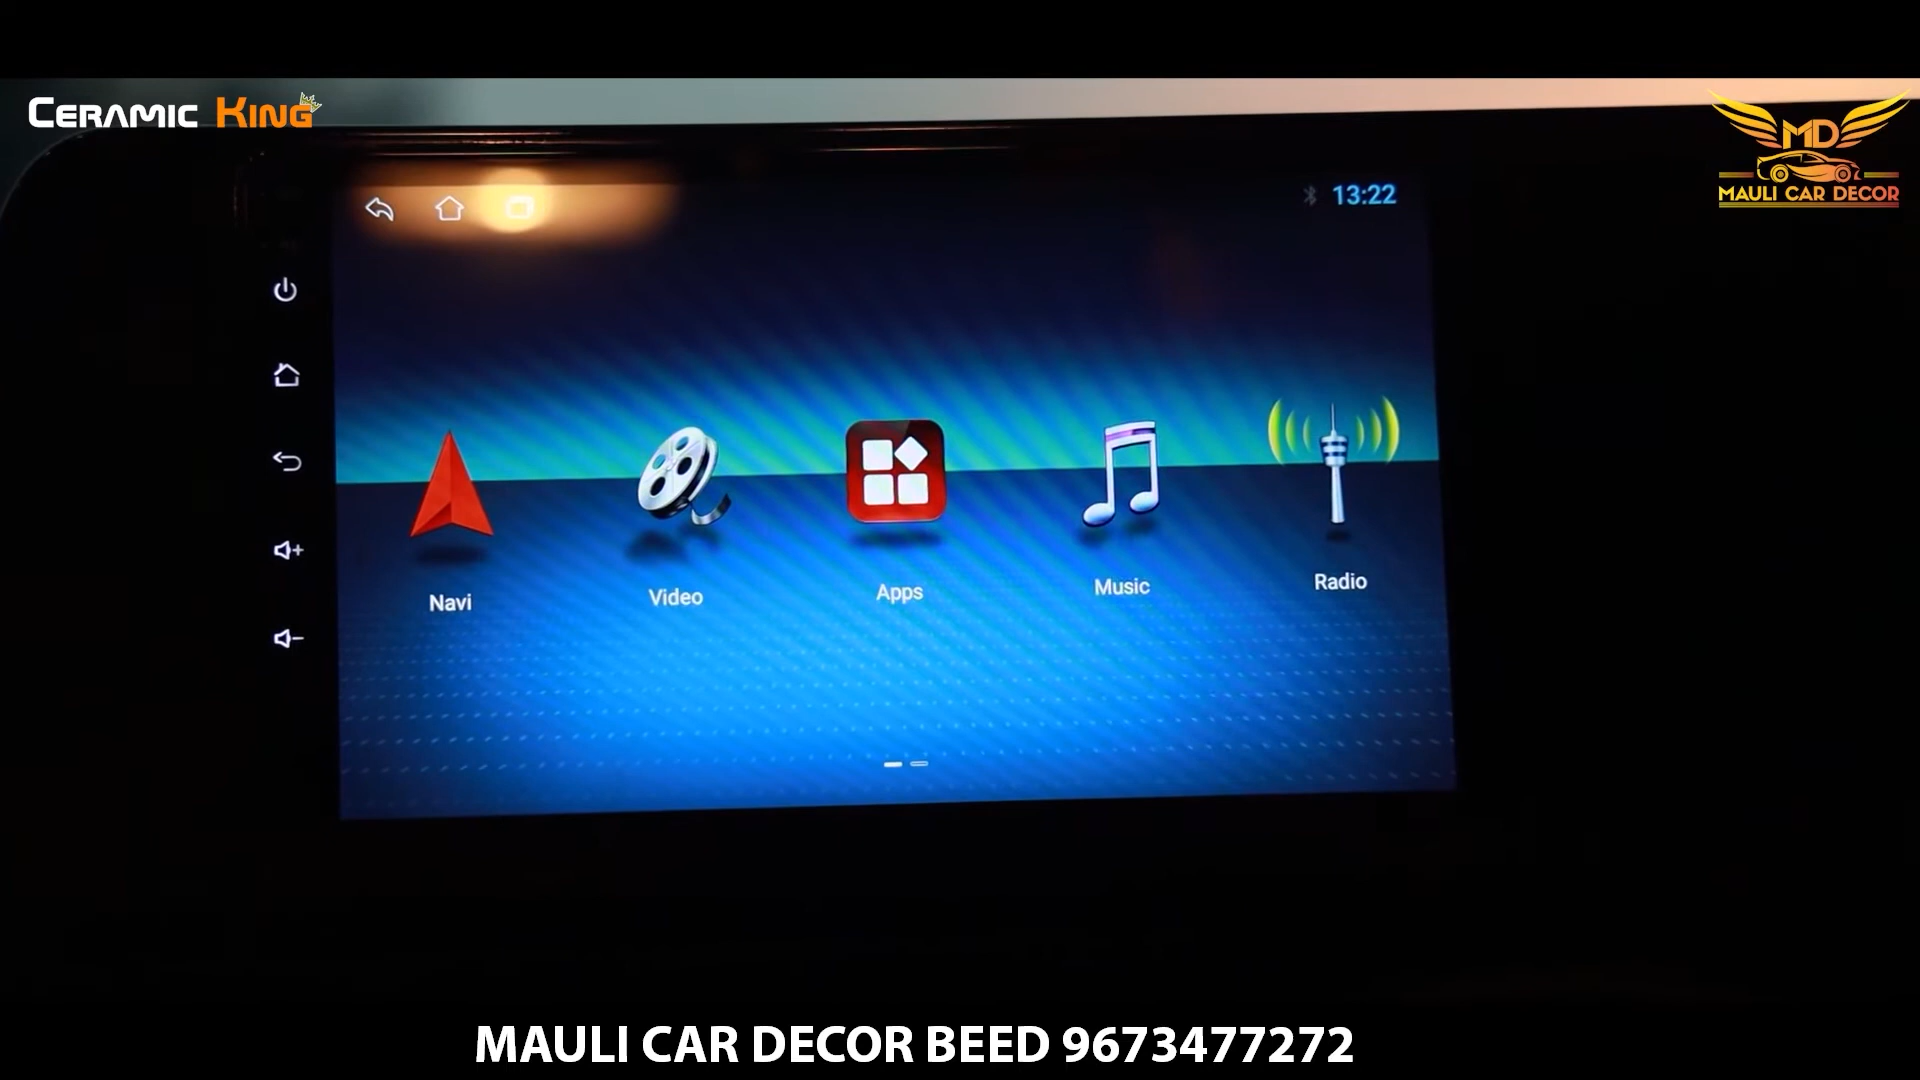 CERAMIC KING
MD
MAULI CAR DECOR
13:22
Navi
Video
Apps
Music
Radio
MAULI CAR DECOR BEED 9673477272